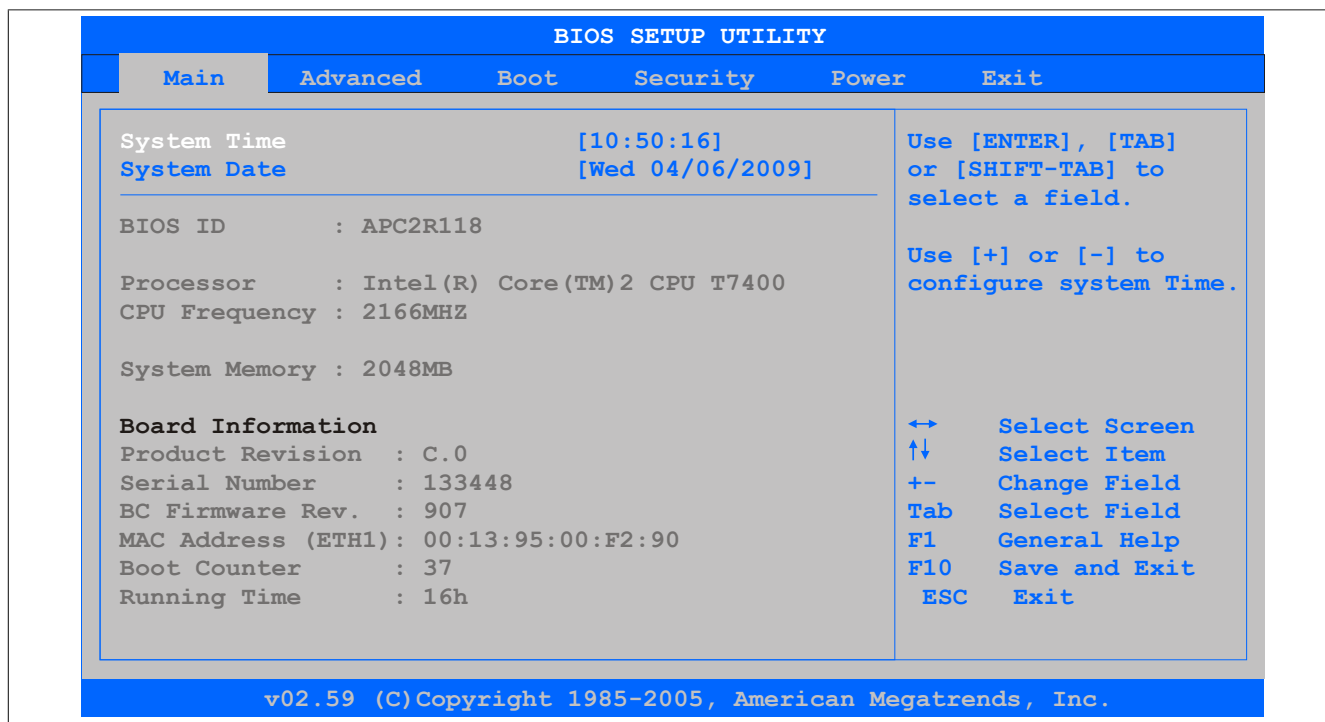 BIOS SETUP UTILITY
Main Advanced Boot Security Power Exit
System Time [10:50:16]
System Date [Wed 04/06/2009]
BIOS ID : APC2R118
Processor : Intel(R) Core(TM)2 CPU T7400
CPU Frequency : 2166MHZ
System Memory : 2048MB
Board Information
Product Revision : C.0
Serial Number : 133448
BC Firmware Rev. : 907
MAC Address (ETH1): 00:13:95:00:F2:90
Boot Counter : 37
Running Time : 16h
Use [ENTER], [TAB]
or [SHIFT-TAB] to
select a field.
Use [+] or [-] to
configure system Time.
↔ Select Screen
↑↓ Select Item
+- Change Field
Tab Select Field
F1 General Help
F10 Save and Exit
ESC Exit
v02.59 (C)Copyright 1985-2005, American Megatrends, Inc.